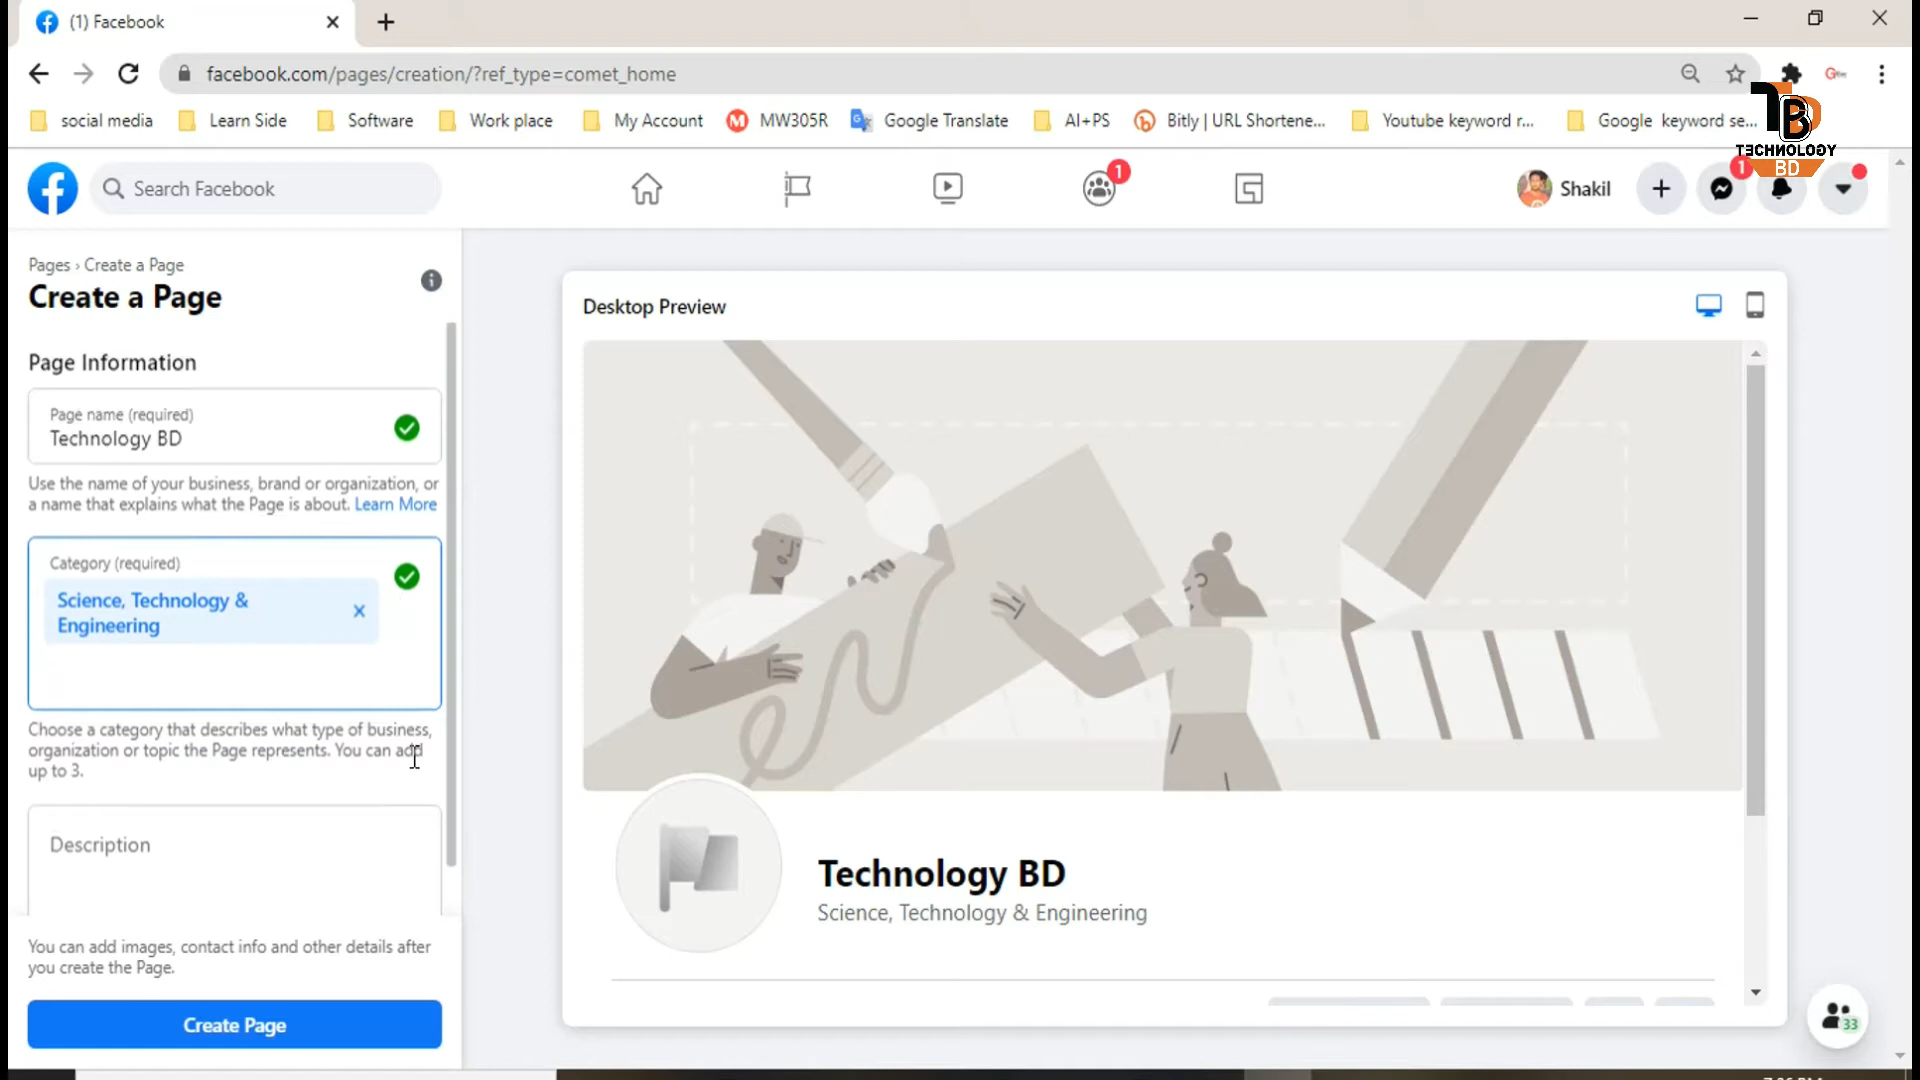 (1) Facebook
facebook.com/pages/creation/?ref_type=comet_home
social media
Learn Side
Software
Work place
My Account
MW305R
Google Translate
AI+PS
Bitly | URL Shortene...
Youtube keyword r...
Google keyword se...
TECHNOLOGY
BD
Search Facebook
1
Shakil
1
Pages › Create a Page
Create a Page
Page Information
Page name (required)
Technology BD
Use the name of your business, brand or organization, or
a name that explains what the Page is about. Learn More
Category (required)
Science, Technology &
Engineering
Choose a category that describes what type of business,
organization or topic the Page represents. You can add
up to 3.
Description
You can add images, contact info and other details after
you create the Page.
Create Page
Desktop Preview
Technology BD
Science, Technology & Engineering
33